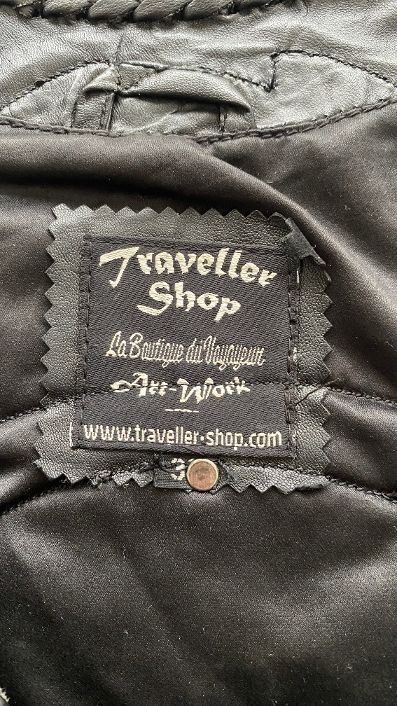 Traveller
Shop
La Boutique du Voyageur
Art-Work
www.traveller-shop.com